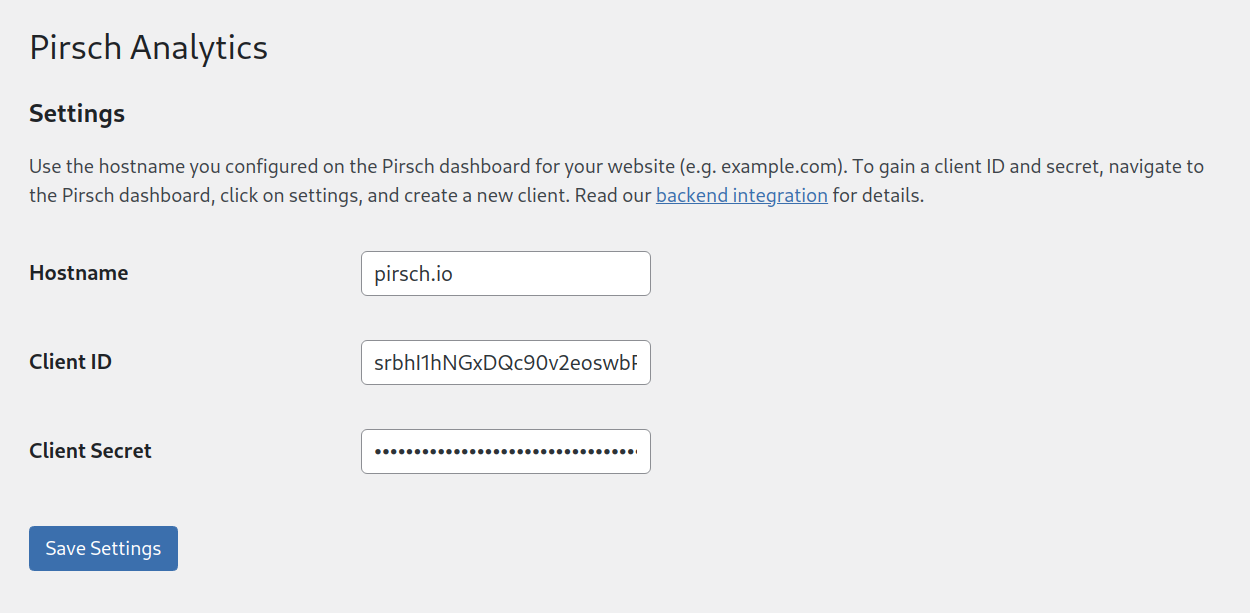 Pirsch Analytics
Settings
Use the hostname you configured on the Pirsch dashboard for your website (e.g. example.com). To gain a client ID and secret, navigate to
the Pirsch dashboard, click on settings, and create a new client. Read our backend integration for details.
Hostname
pirsch.io
Client ID
srbhI1hNGxDQc90v2eoswb
Client Secret
••••••••••••••••••••••••••••••••••
Save Settings